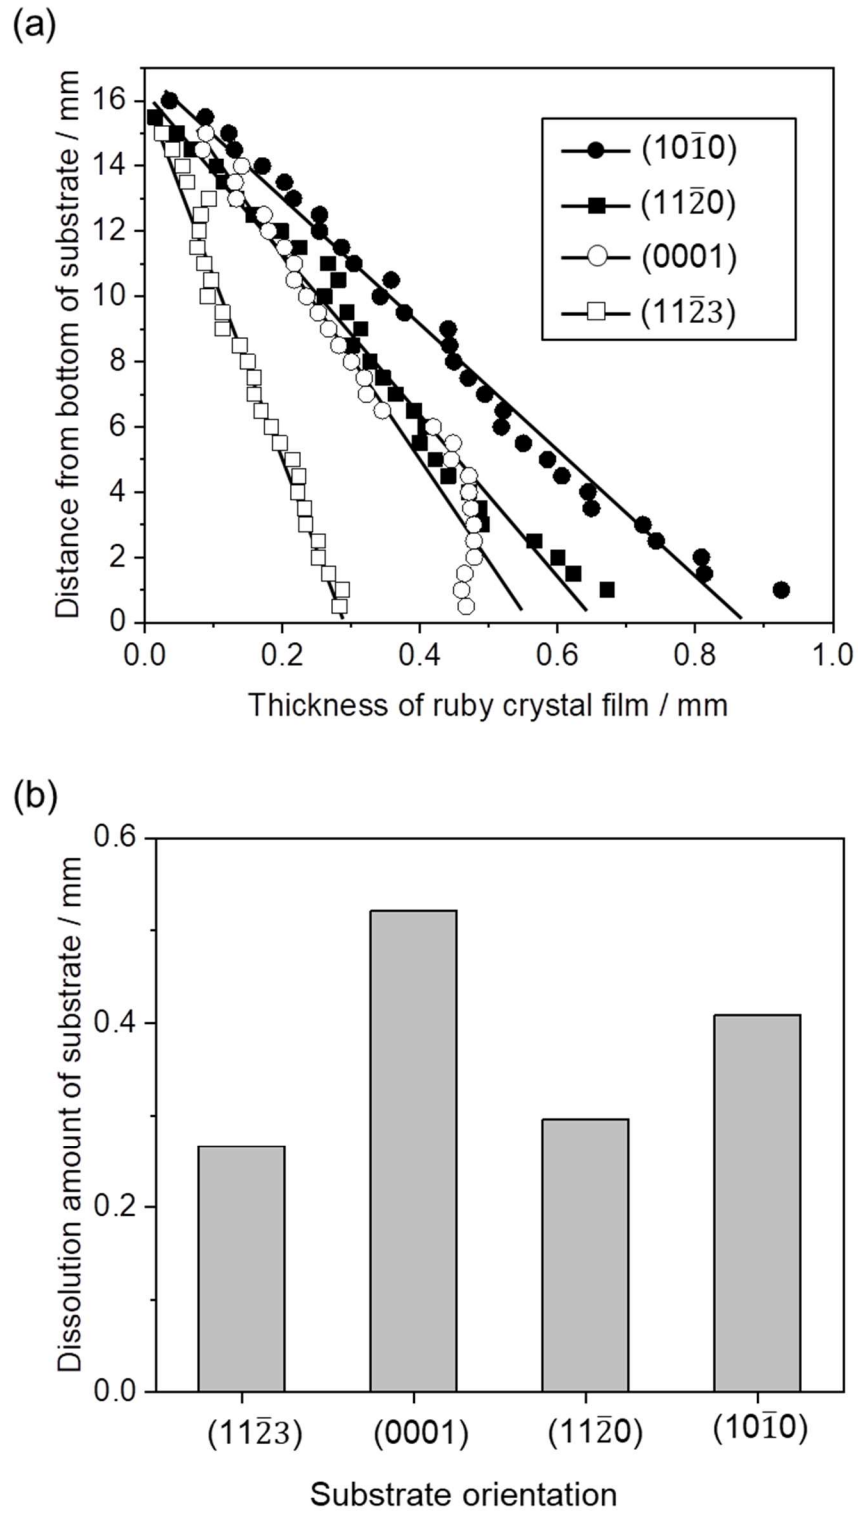 (a)
Distance from bottom of substrate / mm
16
14
12
10
8
6
4
2
0
0.0 0.2 0.4 0.6 0.8 1.0
Thickness of ruby crystal film / mm
(101̅0)
(112̅0)
(0001)
(112̅3)
(b)
Dissolution amount of substrate / mm
0.6
0.4
0.2
0.0
(112̅3) (0001) (112̅0) (101̅0)
Substrate orientation